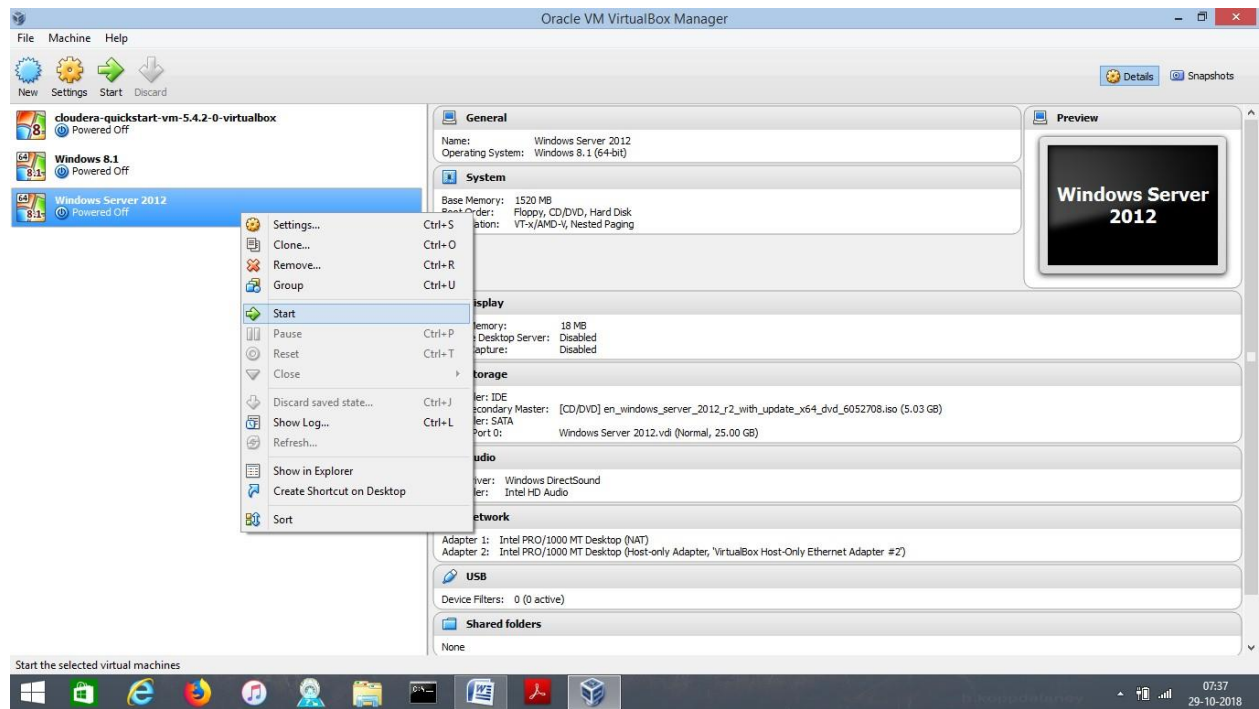 Oracle VM VirtualBox Manager
File Machine Help
New Settings Start Discard
Details Snapshots
cloudera-quickstart-vm-5.4.2-0-virtualbox
Powered Off
Windows 8.1
Powered Off
Windows Server 2012
Powered Off
Settings... Ctrl+S
Clone... Ctrl+O
Remove... Ctrl+R
Group Ctrl+U
Start
Pause Ctrl+P
Reset Ctrl+T
Close
Discard saved state... Ctrl+J
Show Log... Ctrl+L
Refresh...
Show in Explorer
Create Shortcut on Desktop
Sort
General
Name: Windows Server 2012
Operating System: Windows 8.1 (64-bit)
System
Base Memory: 1520 MB
Order: Floppy, CD/DVD, Hard Disk
ation: VT-x/AMD-V, Nested Paging
Preview
Windows Server
2012
isplay
emory: 18 MB
Desktop Server: Disabled
apture: Disabled
torage
ler: IDE
econdary Master: [CD/DVD] en_windows_server_2012_r2_with_update_x64_dvd_6052708.iso (5.03 GB)
ler: SATA
Port 0: Windows Server 2012.vdi (Normal, 25.00 GB)
udio
iver: Windows DirectSound
ler: Intel HD Audio
etwork
Adapter 1: Intel PRO/1000 MT Desktop (NAT)
Adapter 2: Intel PRO/1000 MT Desktop (Host-only Adapter, 'VirtualBox Host-Only Ethernet Adapter #2')
USB
Device Filters: 0 (0 active)
Shared folders
None
Start the selected virtual machines
07:37
29-10-2018